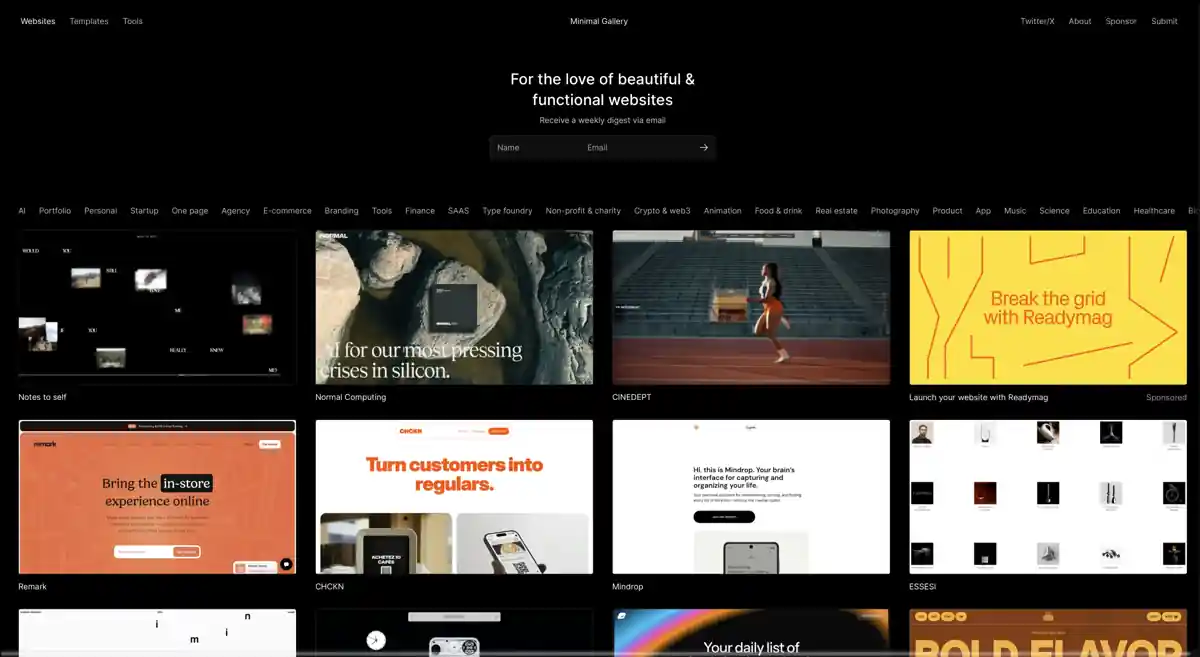 Websites Templates Tools
Minimal Gallery
Twitter/X About Sponsor Submit
For the love of beautiful &
functional websites
Receive a weekly digest via email
Name Email →
AI Portfolio Personal Startup One page Agency E-commerce Branding Tools Finance SAAS Type foundry Non-profit & charity Crypto & web3 Animation Food & drink Real estate Photography Product App Music Science Education Healthcare
WOULD YOU
STILL
LOVE
ME
IF YOU
REALLY KNEW
ME?
Notes to self
NORMAL
AI for our most pressing
crises in silicon.
Normal Computing
CINEDEPT
Break the grid
with Readymag
Launch your website with Readymag
Sponsored
remark
Bring the in-store
experience online
Remark
CHCKN
Turn customers into
regulars.
ACHETEZ 10
CAFÉS
CHCKN
Hi, this is Mindrop. Your brain's
interface for capturing and
organizing your life.
Mindrop
ESSESI
i
n
m
i
Your daily list of
BOLD FLAVOR